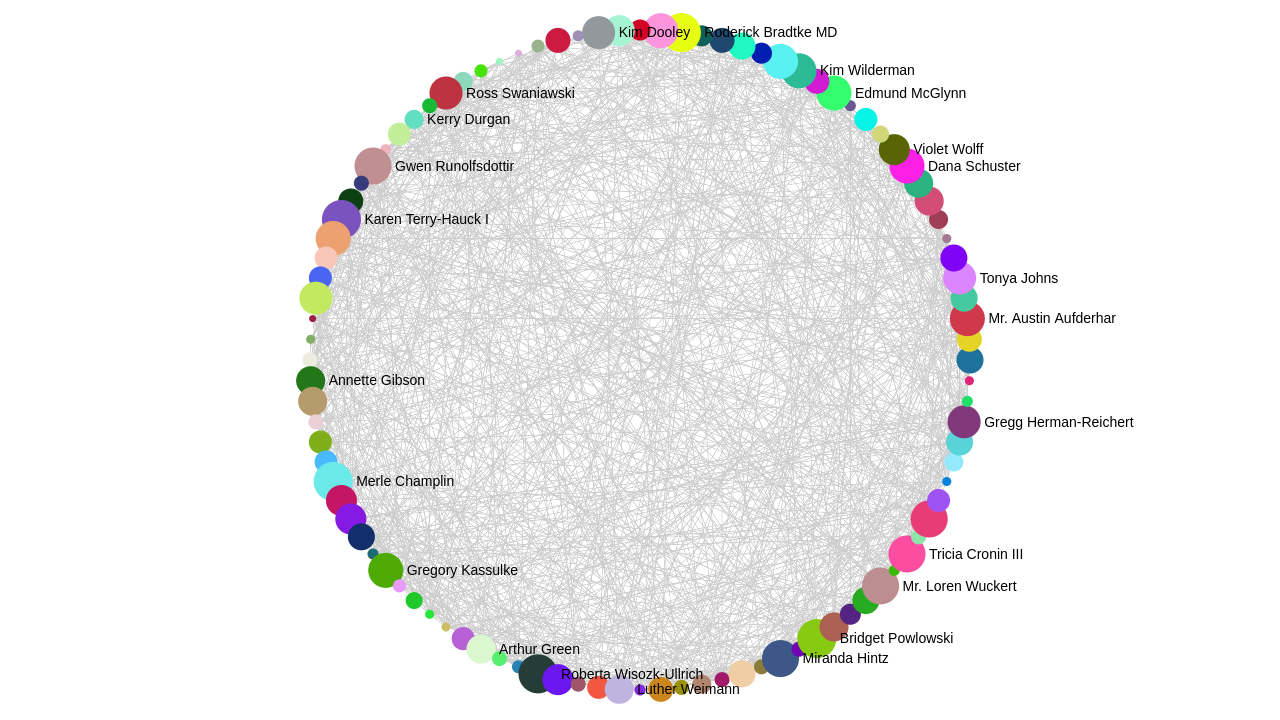 Kim Dooley
Roderick Bradtke MD
Kim Wilderman
Edmund McGlynn
Ross Swaniawski
Kerry Durgan
Violet Wolff
Dana Schuster
Gwen Runolfsdottir
Karen Terry-Hauck I
Tonya Johns
Mr. Austin Aufderhar
Annette Gibson
Gregg Herman-Reichert
Merle Champlin
Tricia Cronin III
Gregory Kassulke
Mr. Loren Wuckert
Bridget Powlowski
Arthur Green
Miranda Hintz
Roberta Wisozk-Ullrich
Luther Weimann